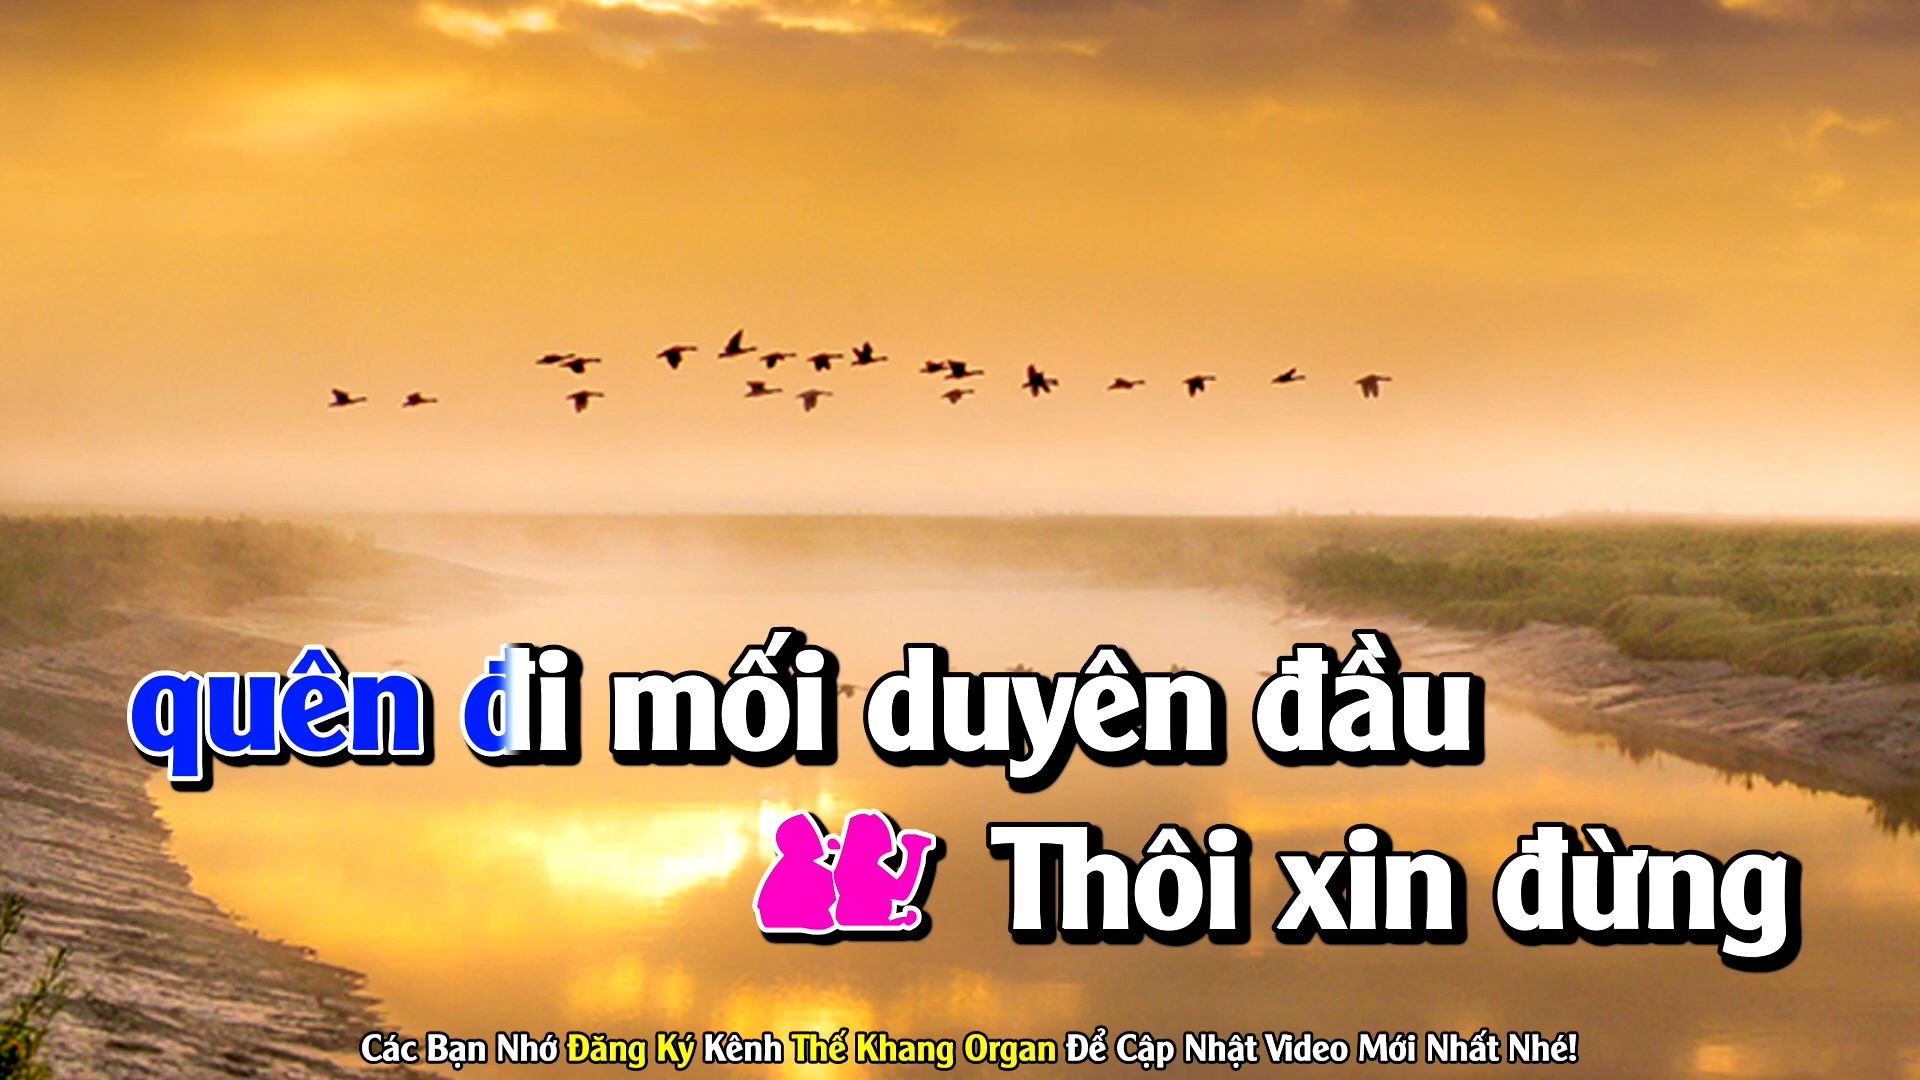 quên đi mối duyên đầu
Thôi xin đừng
Các Bạn Nhớ Đăng Ký Kênh Thế Khang Organ Để Cập Nhật Video Mới Nhất Nhé!